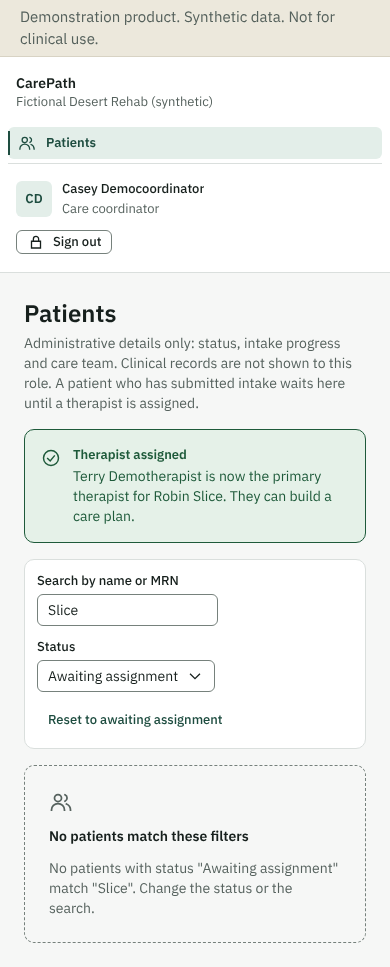 Demonstration product. Synthetic data. Not for
clinical use.
CarePath
Fictional Desert Rehab (synthetic)
Patients
CD
Casey Democoordinator
Care coordinator
Sign out
Patients
Administrative details only: status, intake progress
and care team. Clinical records are not shown to this
role. A patient who has submitted intake waits here
until a therapist is assigned.
Therapist assigned
Terry Demotherapist is now the primary
therapist for Robin Slice. They can build a
care plan.
Search by name or MRN
Slice
Status
Awaiting assignment
Reset to awaiting assignment
No patients match these filters
No patients with status "Awaiting assignment"
match "Slice". Change the status or the
search.